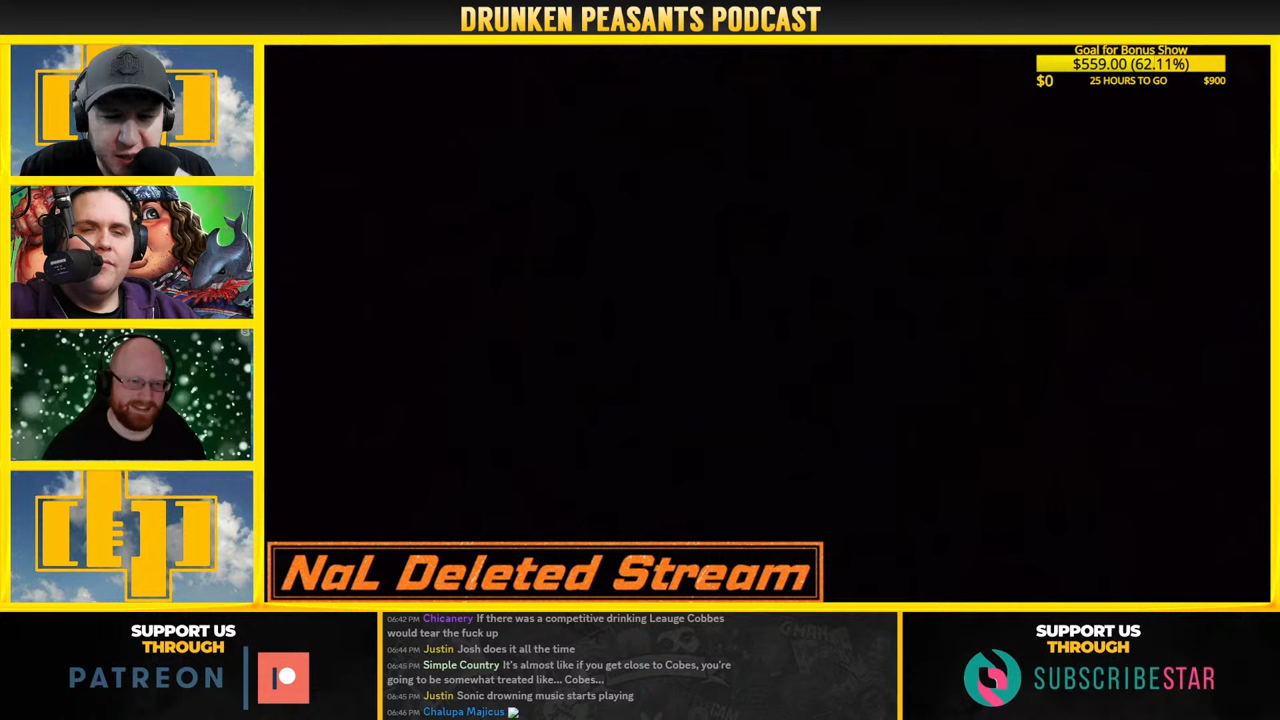 DRUNKEN PEASANTS PODCAST
Goal for Bonus Show
$559.00 (62.11%)
$0 25 HOURS TO GO $900
NaL Deleted Stream
SUPPORT US
THROUGH
PATREON
06:42 PM Chicanery If there was a competitive drinking Leauge Cobbes
would tear the fuck up
06:44 PM Justin Josh does it all the time
06:45 PM Simple Country It's almost like if you get close to Cobes, you're
going to be somewhat treated like... Cobes...
06:45 PM Justin Sonic drowning music starts playing
06:46 PM Chalupa Majicus
SUPPORT US
THROUGH
SUBSCRIBESTAR